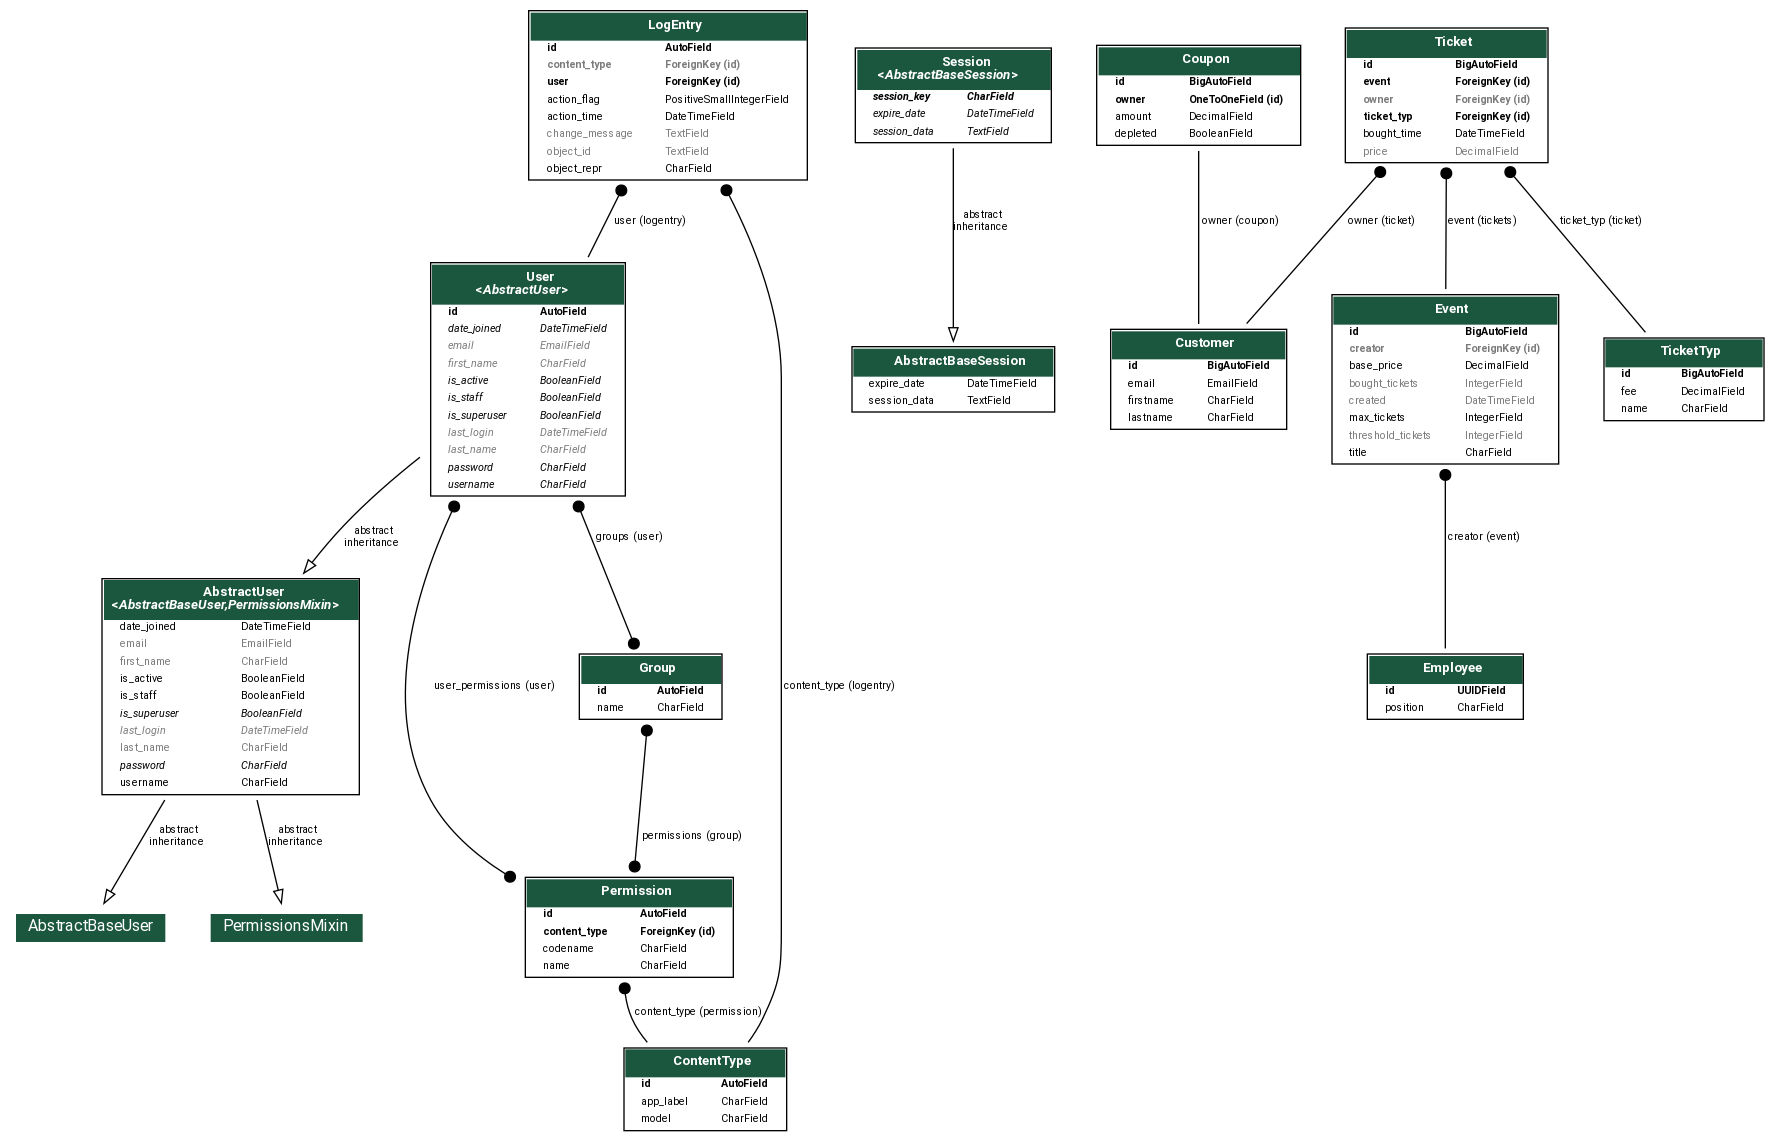 LogEntry
id AutoField
content_type ForeignKey (id)
user ForeignKey (id)
action_flag PositiveSmallIntegerField
action_time DateTimeField
change_message TextField
object_id TextField
object_repr CharField
Session
<AbstractBaseSession>
session_key CharField
expire_date DateTimeField
session_data TextField
Coupon
id BigAutoField
owner OneToOneField (id)
amount DecimalField
depleted BooleanField
Ticket
id BigAutoField
event ForeignKey (id)
owner ForeignKey (id)
ticket_typ ForeignKey (id)
bought_time DateTimeField
price DecimalField
user (logentry)
abstract
inheritance
owner (coupon)
owner (ticket)
event (tickets)
ticket_typ (ticket)
User
<AbstractUser>
id AutoField
date_joined DateTimeField
email EmailField
first_name CharField
is_active BooleanField
is_staff BooleanField
is_superuser BooleanField
last_login DateTimeField
last_name CharField
password CharField
username CharField
AbstractBaseSession
expire_date DateTimeField
session_data TextField
Customer
id BigAutoField
email EmailField
firstname CharField
lastname CharField
Event
id BigAutoField
creator ForeignKey (id)
base_price DecimalField
bought_tickets IntegerField
created DateTimeField
max_tickets IntegerField
threshold_tickets IntegerField
title CharField
TicketTyp
id BigAutoField
fee DecimalField
name CharField
abstract
inheritance
groups (user)
creator (event)
AbstractUser
<AbstractBaseUser,PermissionsMixin>
date_joined DateTimeField
email EmailField
first_name CharField
is_active BooleanField
is_staff BooleanField
is_superuser BooleanField
last_login DateTimeField
last_name CharField
password CharField
username CharField
user_permissions (user)
Group
id AutoField
name CharField
content_type (logentry)
Employee
id UUIDField
position CharField
abstract
inheritance
abstract
inheritance
permissions (group)
AbstractBaseUser
PermissionsMixin
Permission
id AutoField
content_type ForeignKey (id)
codename CharField
name CharField
content_type (permission)
ContentType
id AutoField
app_label CharField
model CharField